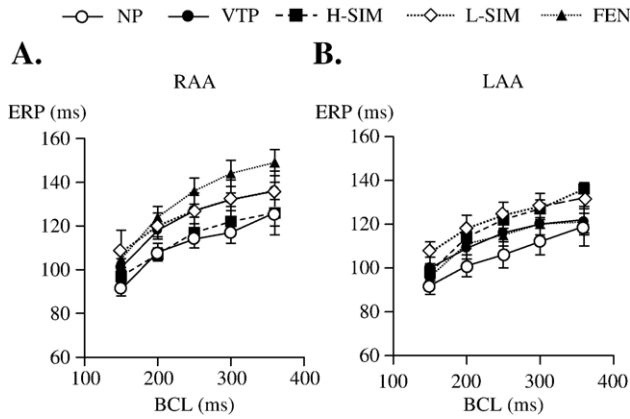 NP VTP H-SIM L-SIM FEN
A. B.
RAA LAA
ERP (ms) ERP (ms)
160 160
140 140
120 120
100 100
80 80
60 60
100 200 300 400 100 200 300 400
BCL (ms) BCL (ms)